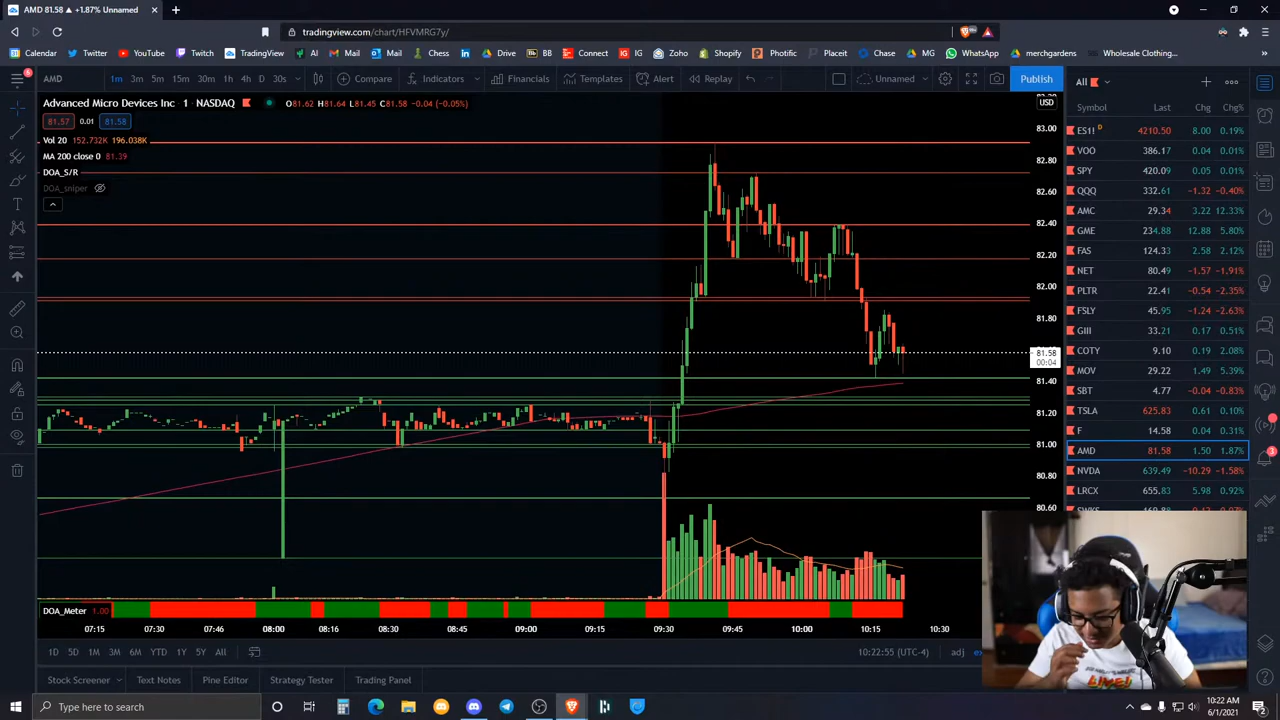 AMD 81.58 ▲ +1.87% Unnamed
tradingview.com/chart/HFVMRG7y/
Calendar Twitter YouTube Twitch TradingView AI Mail Mail Chess Drive BB Connect IG Zoho Shopify Photific Placeit Chase MG WhatsApp merchgardens Wholesale Clothing...
AMD 1m 3m 5m 15m 30m 1h 4h D 30s Compare Indicators Financials Templates Alert Replay Unnamed Publish All
Advanced Micro Devices Inc · 1 · NASDAQ O81.62 H81.64 L81.45 C81.58 -0.04 (-0.05%)
81.57 0.01 81.58
Vol 20 152.732K 196.038K
MA 200 close 0 81.39
DOA_S/R
DOA_sniper
USD
83.00
82.80
82.60
82.40
82.20
82.00
81.80
81.58
00:04
81.40
81.20
81.00
80.80
80.60
Symbol Last Chg Chg%
ES1! D 4210.50 8.00 0.19%
VOO 386.17 0.04 0.01%
SPY 420.09 0.05 0.01%
QQQ 332.61 -1.32 -0.40%
AMC 29.34 3.22 12.33%
GME 234.88 12.88 5.80%
FAS 124.33 2.58 2.12%
NET 80.49 -1.57 -1.91%
PLTR 22.41 -0.54 -2.35%
FSLY 45.95 -1.24 -2.63%
GIII 33.21 0.17 0.51%
COTY 9.10 0.19 2.08%
MOV 29.22 1.49 5.39%
SBT 4.77 -0.04 -0.83%
TSLA 625.83 0.61 0.10%
F 14.58 0.04 0.31%
AMD 81.58 1.50 1.87%
NVDA 639.49 -10.29 -1.58%
LRCX 655.83 5.98 0.92%
DOA_Meter 1.00
07:15 07:30 07:46 08:00 08:16 08:30 08:45 09:00 09:15 09:30 09:45 10:00 10:15 10:30
1D 5D 1M 3M 6M YTD 1Y 5Y All 10:22:55 (UTC-4) adj
Stock Screener Text Notes Pine Editor Strategy Tester Trading Panel
LIVE!
Type here to search
10:22 AM
6/1/2021